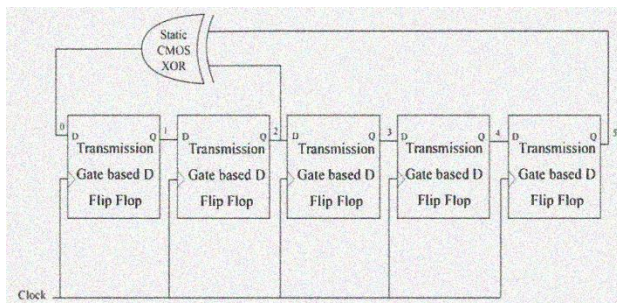 Static
CMOS
XOR
0
D
Q
Transmission
Gate based D
Flip Flop
1
D
Q
Transmission
Gate based D
Flip Flop
2
D
Q
Transmission
Gate based D
Flip Flop
3
D
Q
Transmission
Gate based D
Flip Flop
4
D
Q
Transmission
Gate based D
Flip Flop
5
Clock